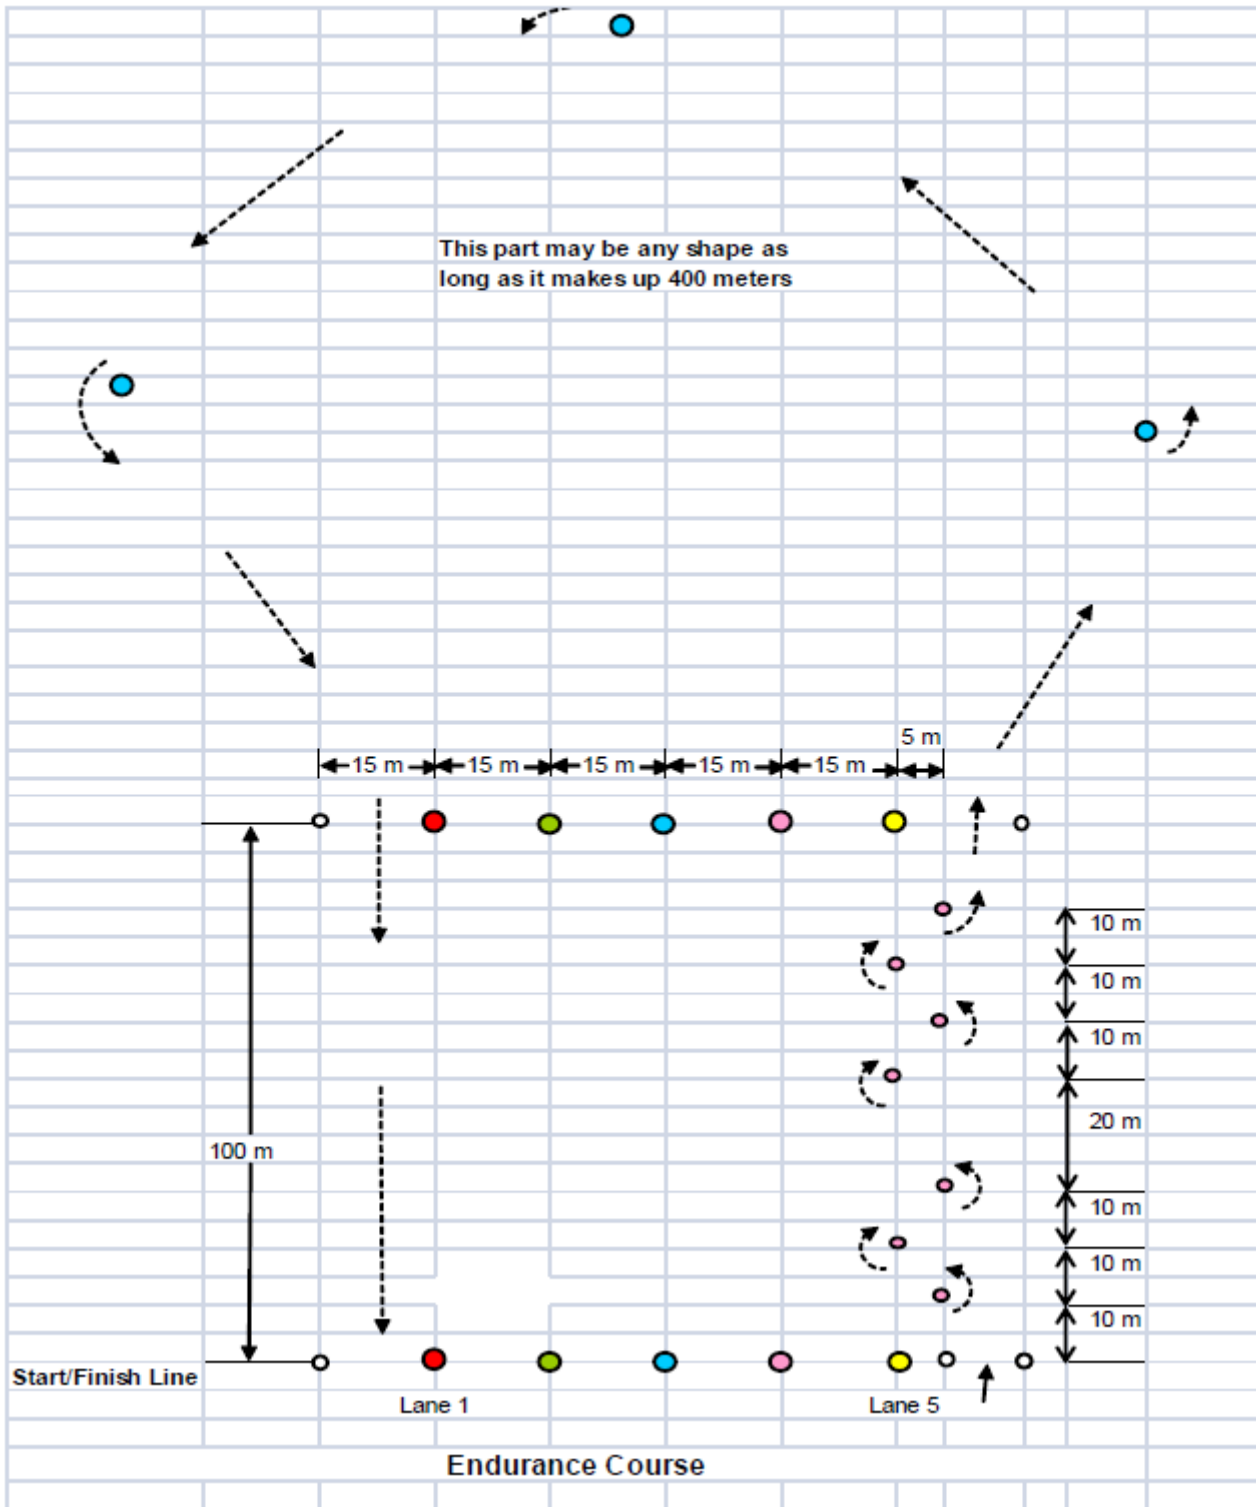 This part may be any shape as
long as it makes up 400 meters
5 m
15 m 15 m 15 m 15 m 15 m
10 m
10 m
10 m
20 m
100 m
10 m
10 m
10 m
Start/Finish Line
Lane 1 Lane 5
Endurance Course